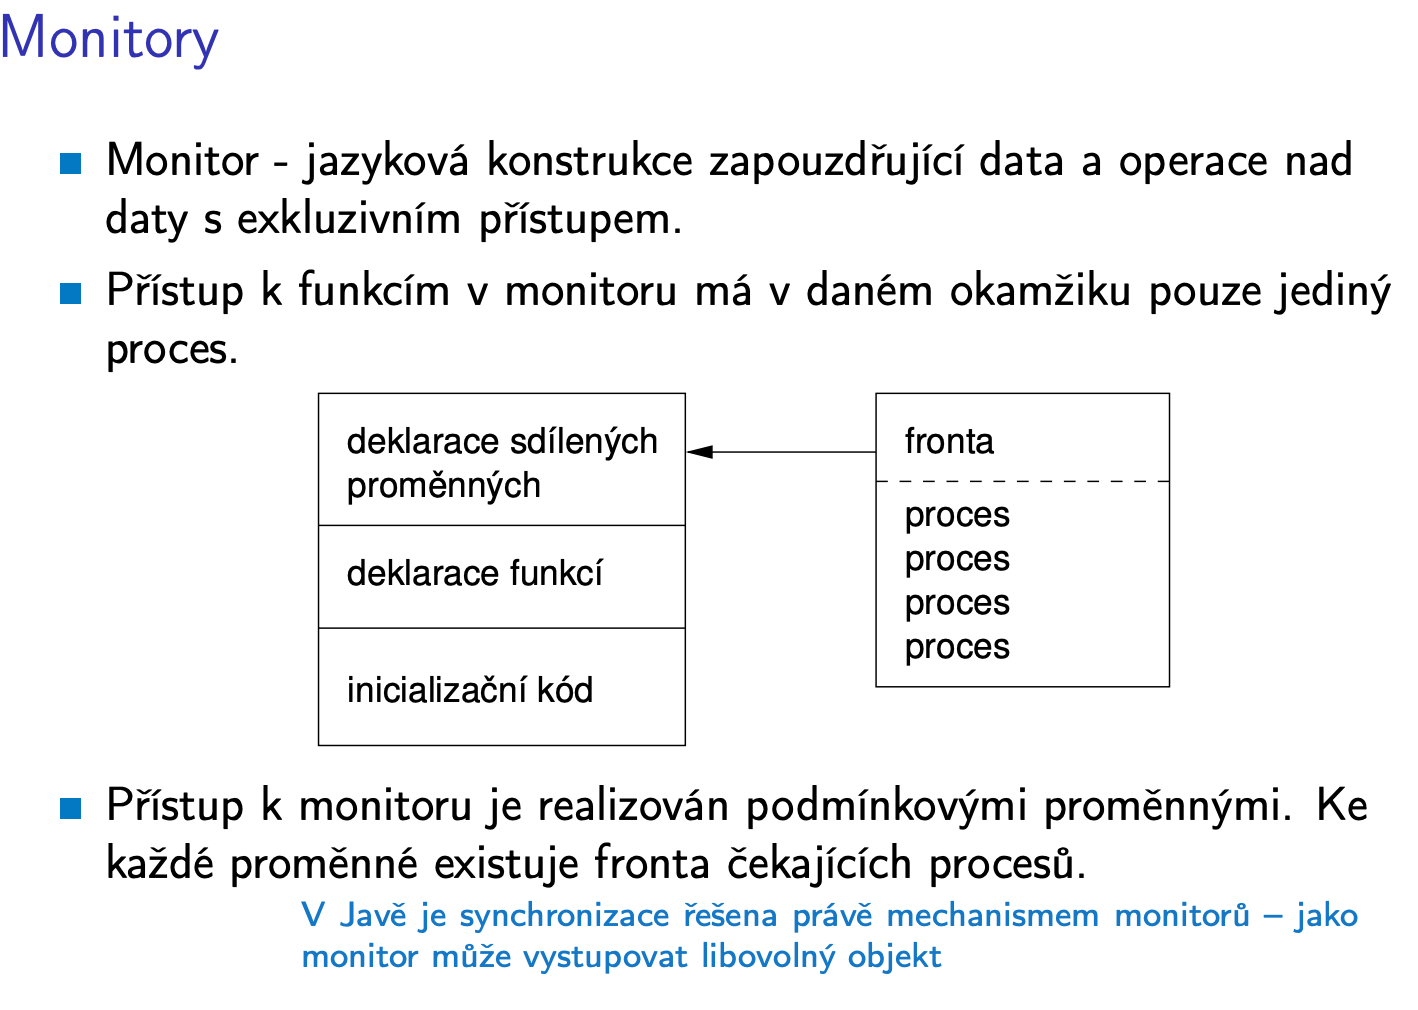 Monitory
Monitor - jazyková konstrukce zapouzdřující data a operace nad
daty s exkluzivním přístupem.
Přístup k funkcím v monitoru má v daném okamžiku pouze jediný
proces.
deklarace sdílených
proměnných
deklarace funkcí
inicializační kód
fronta
proces
proces
proces
proces
Přístup k monitoru je realizován podmínkovými proměnnými. Ke
každé proměnné existuje fronta čekajících procesů.
V Javě je synchronizace řešena právě mechanismem monitorů – jako
monitor může vystupovat libovolný objekt